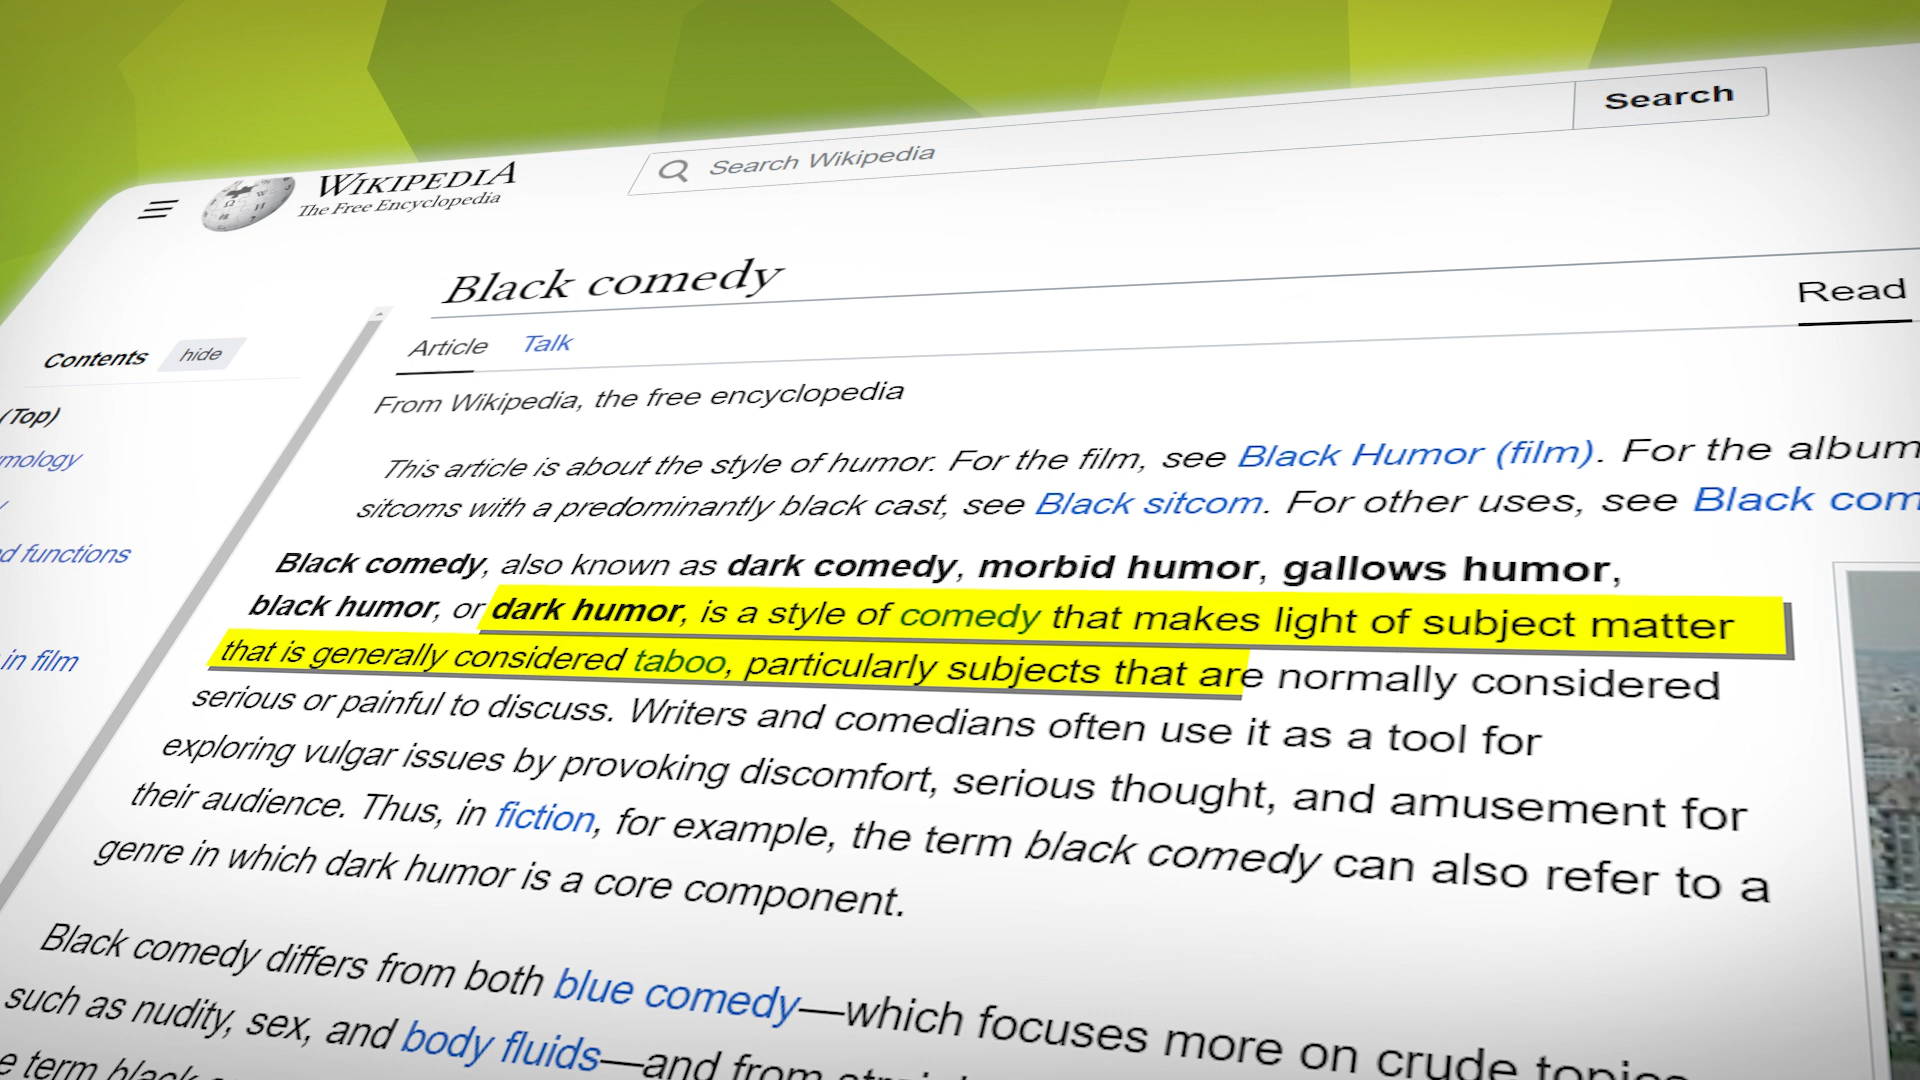 WIKIPEDIA
The Free Encyclopedia
Search Wikipedia
Search
Black comedy
Read
Contents
hide
Article
Talk
From Wikipedia, the free encyclopedia
(Top)
This article is about the style of humor. For the film, see Black Humor (film). For the album
sitcoms with a predominantly black cast, see Black sitcom. For other uses, see Black
functions
in film
Black comedy, also known as dark comedy, morbid humor, gallows humor,
black humor, or dark humor, is a style of comedy that makes light of subject matter
that is generally considered taboo, particularly subjects that are normally considered
serious or painful to discuss. Writers and comedians often use it as a tool for
exploring vulgar issues by provoking discomfort, serious thought, and amusement for
their audience. Thus, in fiction, for example, the term black comedy can also refer to a
genre in which dark humor is a core component.
Black comedy differs from both blue comedy—which focuses more on crude topics
such as nudity, sex, and body fluids—and from
term black